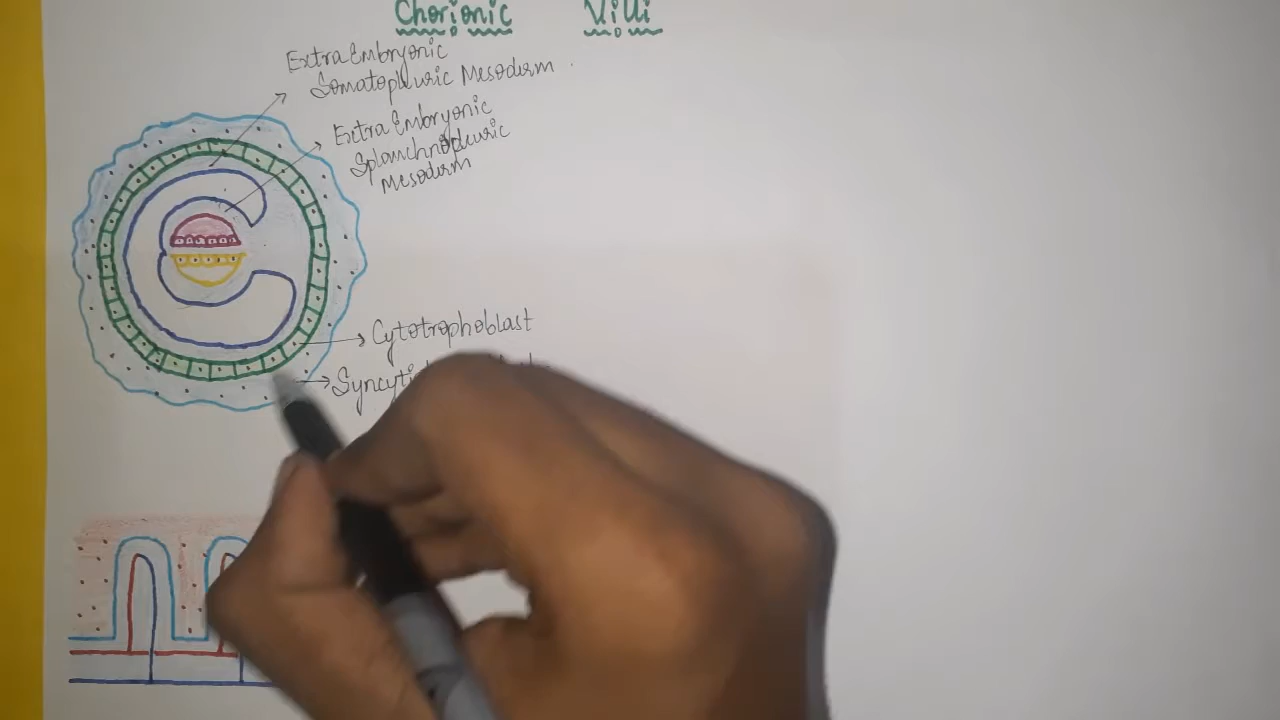 Chorionic Villi
Extra Embryonic
Somatopleuric Mesoderm
Extra Embryonic
Splanchnopleuric
Mesoderm
Cytotrophoblast